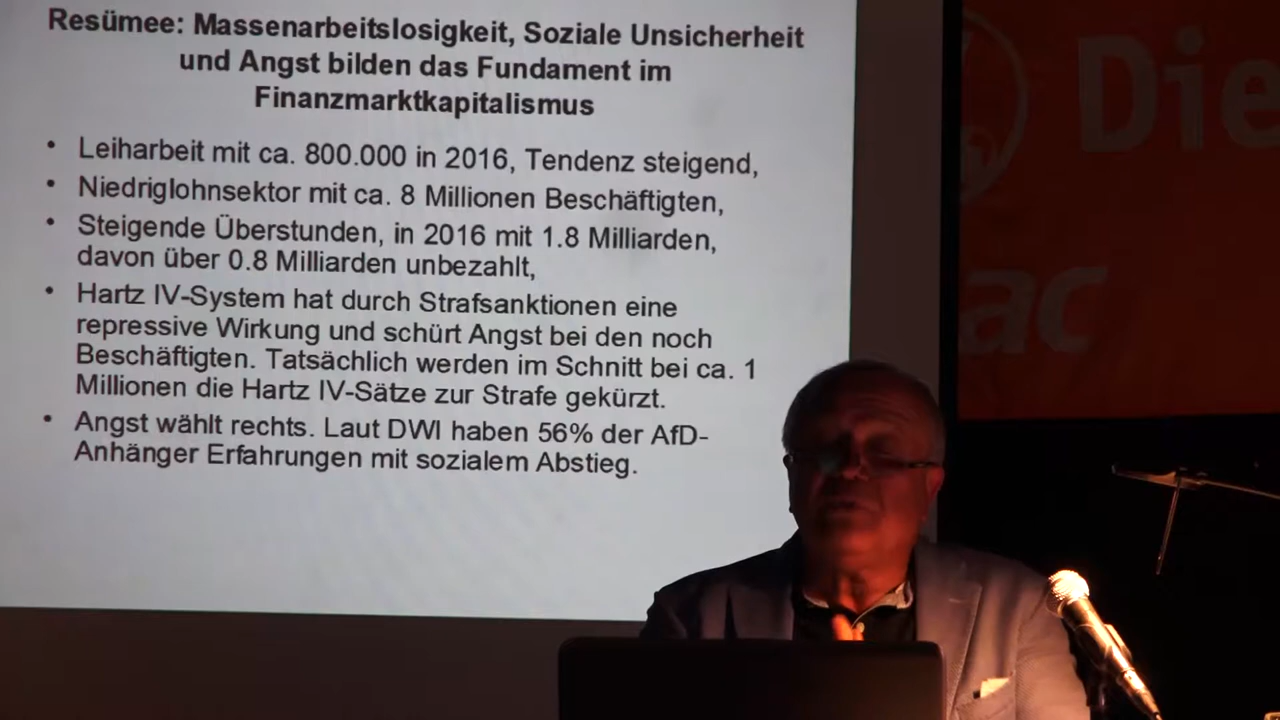 Resümee: Massenarbeitslosigkeit, Soziale Unsicherheit
und Angst bilden das Fundament im
Finanzmarktkapitalismus
• Leiharbeit mit ca. 800.000 in 2016, Tendenz steigend,
• Niedriglohnsektor mit ca. 8 Millionen Beschäftigten,
• Steigende Überstunden, in 2016 mit 1.8 Milliarden,
davon über 0.8 Milliarden unbezahlt,
• Hartz IV-System hat durch Strafsanktionen eine
repressive Wirkung und schürt Angst bei den noch
Beschäftigten. Tatsächlich werden im Schnitt bei ca. 1
Millionen die Hartz IV-Sätze zur Strafe gekürzt.
• Angst wählt rechts. Laut DWI haben 56% der AfD-
Anhänger Erfahrungen mit sozialem Abstieg.
Die
ac